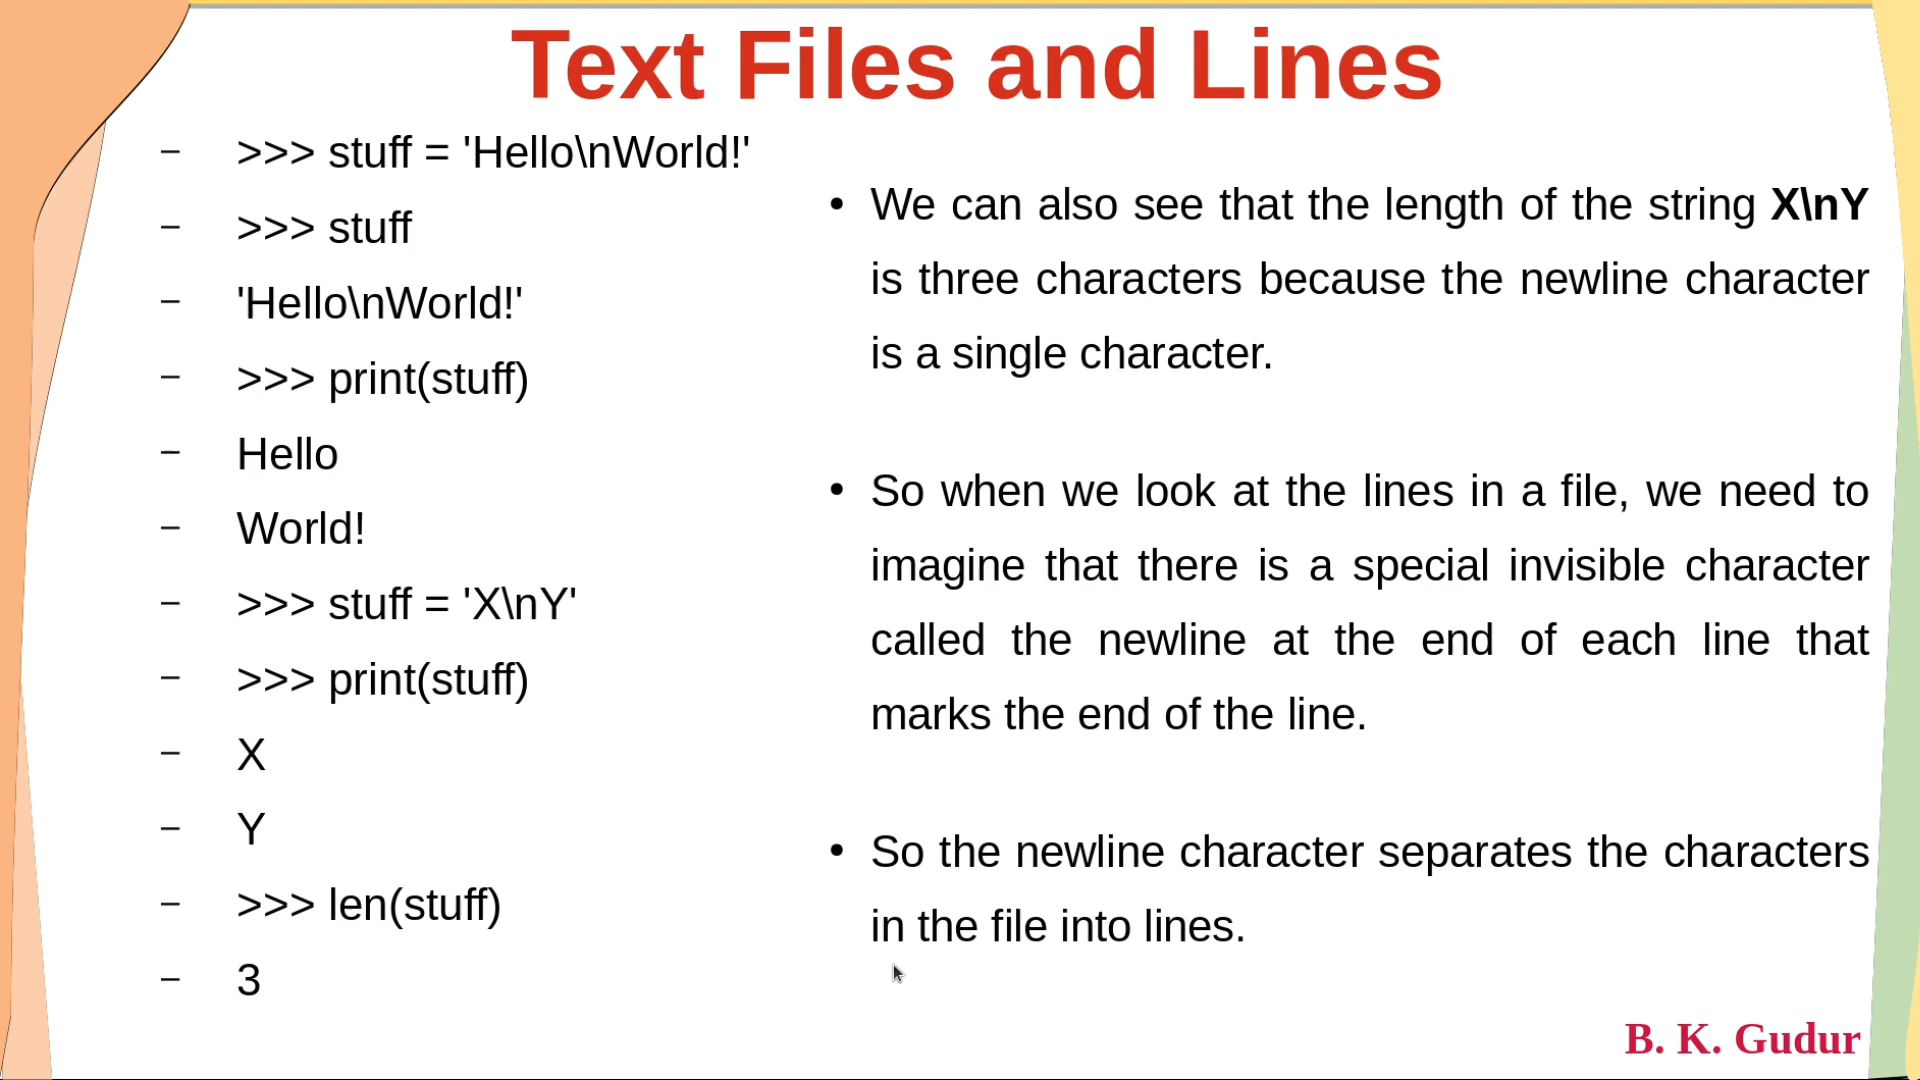 Text Files and Lines
– >>> stuff = 'Hello\nWorld!'
– >>> stuff
– 'Hello\nWorld!'
– >>> print(stuff)
– Hello
– World!
– >>> stuff = 'X\nY'
– >>> print(stuff)
– X
– Y
– >>> len(stuff)
– 3
• We can also see that the length of the string X\nY
is three characters because the newline character
is a single character.
• So when we look at the lines in a file, we need to
imagine that there is a special invisible character
called the newline at the end of each line that
marks the end of the line.
• So the newline character separates the characters
in the file into lines.
B. K. Gudur